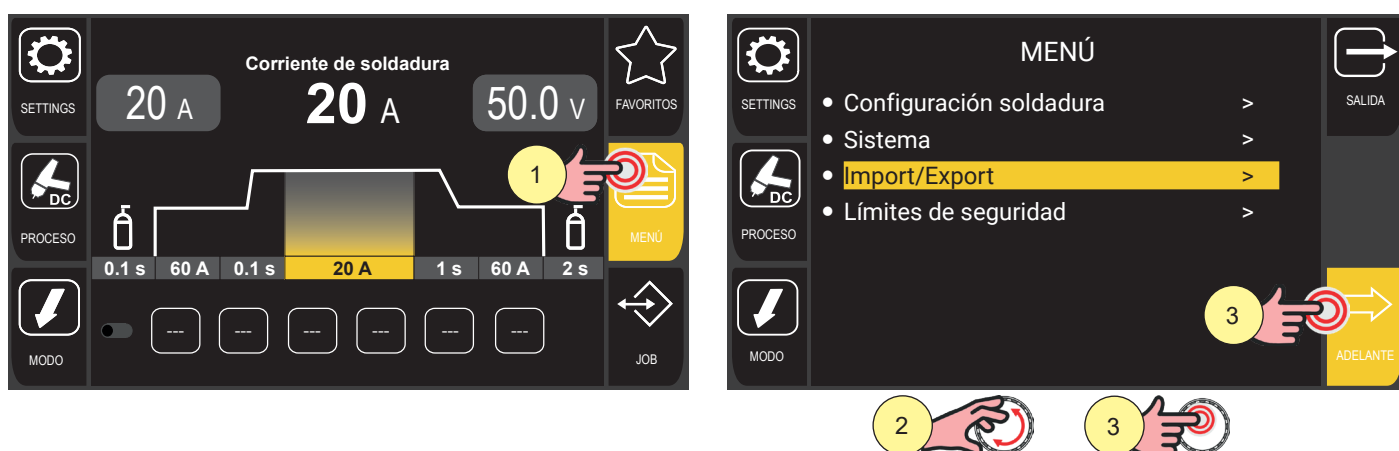 SETTINGS
PROCESO
MODO
Corriente de soldadura
20 A
20 A
50.0 V
1
DC
0.1 s 60 A 0.1 s 20 A 1 s 60 A 2 s
--- --- --- --- --- ---
FAVORITOS
MENÚ
JOB
SETTINGS
PROCESO
MODO
DC
MENÚ
• Configuración soldadura >
• Sistema >
• Import/Export >
• Límites de seguridad >
SALIDA
3
ADELANTE
2
3